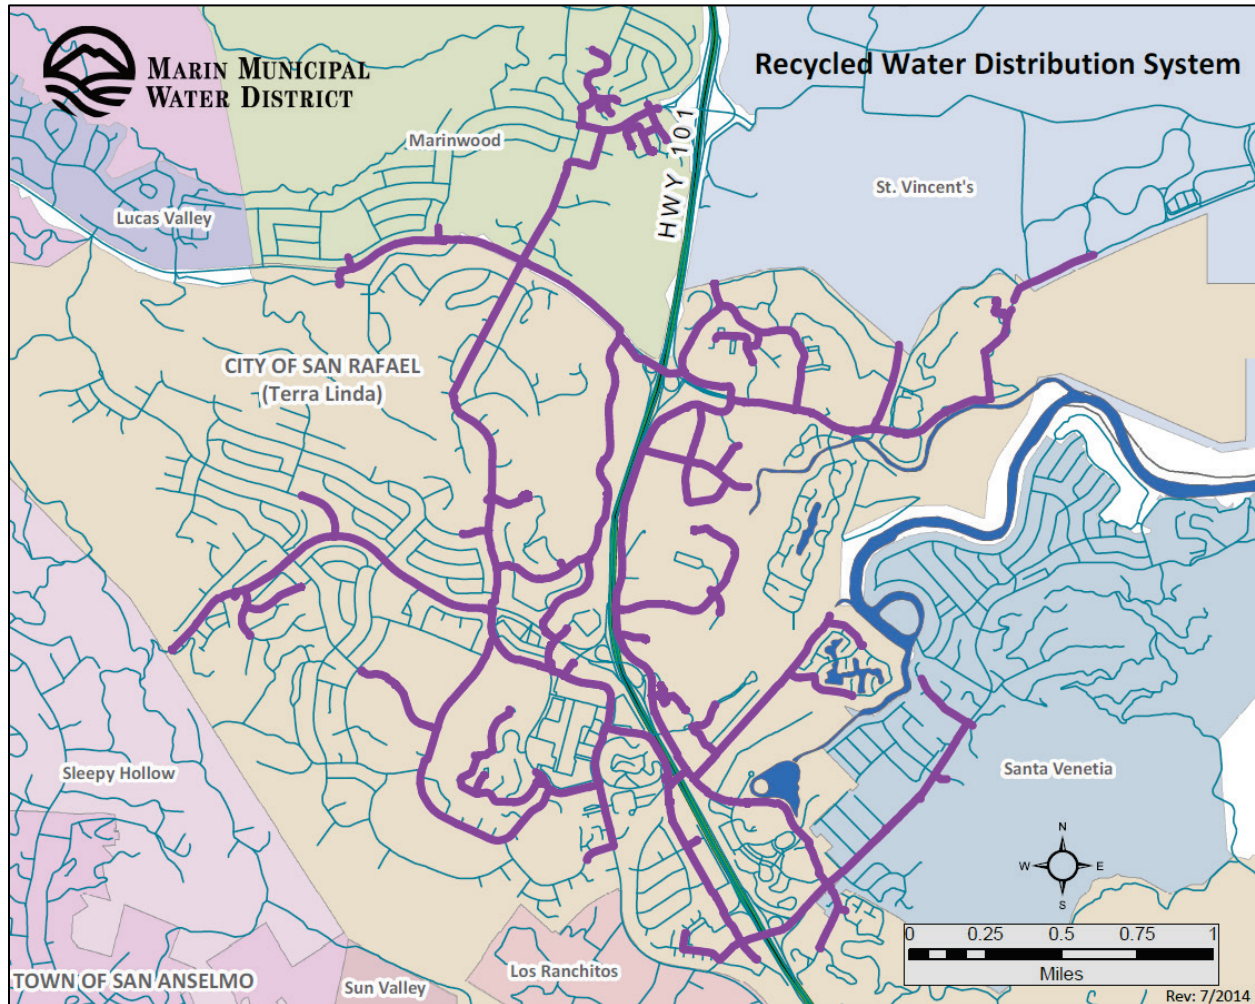 MARIN MUNICIPAL
WATER DISTRICT
Recycled Water Distribution System
HWY 101
Marinwood
St. Vincent's
Lucas Valley
CITY OF SAN RAFAEL
(Terra Linda)
Sleepy Hollow
Santa Venetia
N
W E
S
0 0.25 0.5 0.75 1
Miles
Los Ranchitos
TOWN OF SAN ANSELMO
Sun Valley
Rev: 7/2014